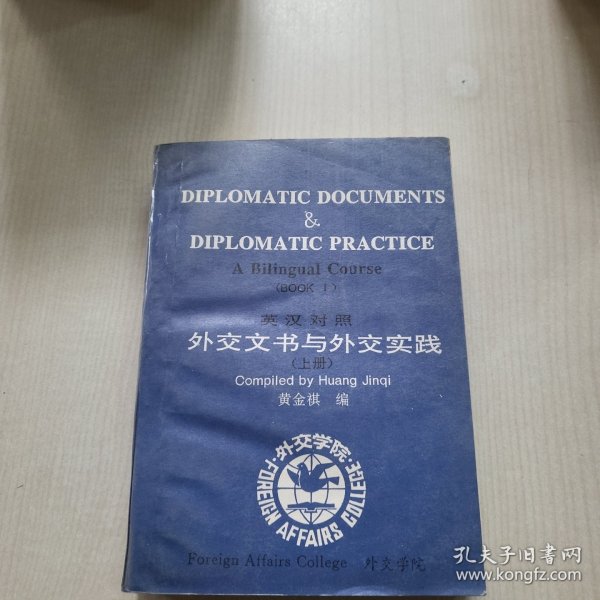 DIPLOMATIC DOCUMENTS
&
DIPLOMATIC PRACTICE
A Bilingual Course
(BOOK I)
英汉对照
外交文书与外交实践
(上册)
Compiled by Huang Jinqi
黄金祺 编
·外交学院·
FOREIGN AFFAIRS COLLEGE
Foreign Affairs College 外交学院
孔夫子旧书网
www.kongfz.com